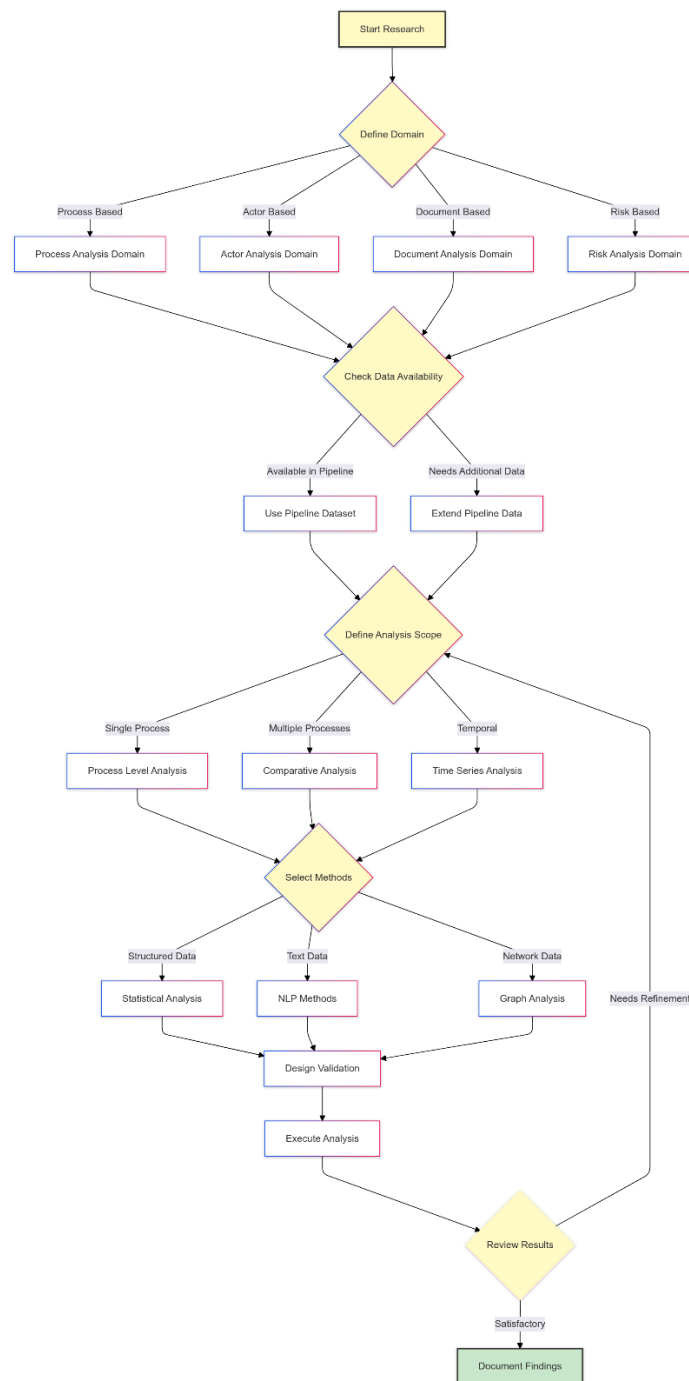 Start Research
Define Domain
Process Based
Actor Based
Document Based
Risk Based
Process Analysis Domain
Actor Analysis Domain
Document Analysis Domain
Risk Analysis Domain
Check Data Availability
Available in Pipeline
Needs Additional Data
Use Pipeline Dataset
Extend Pipeline Data
Define Analysis Scope
Single Process
Multiple Processes
Temporal
Process Level Analysis
Comparative Analysis
Time Series Analysis
Select Methods
Structured Data
Text Data
Network Data
Statistical Analysis
NLP Methods
Graph Analysis
Needs Refinement
Design Validation
Execute Analysis
Review Results
Satisfactory
Document Findings